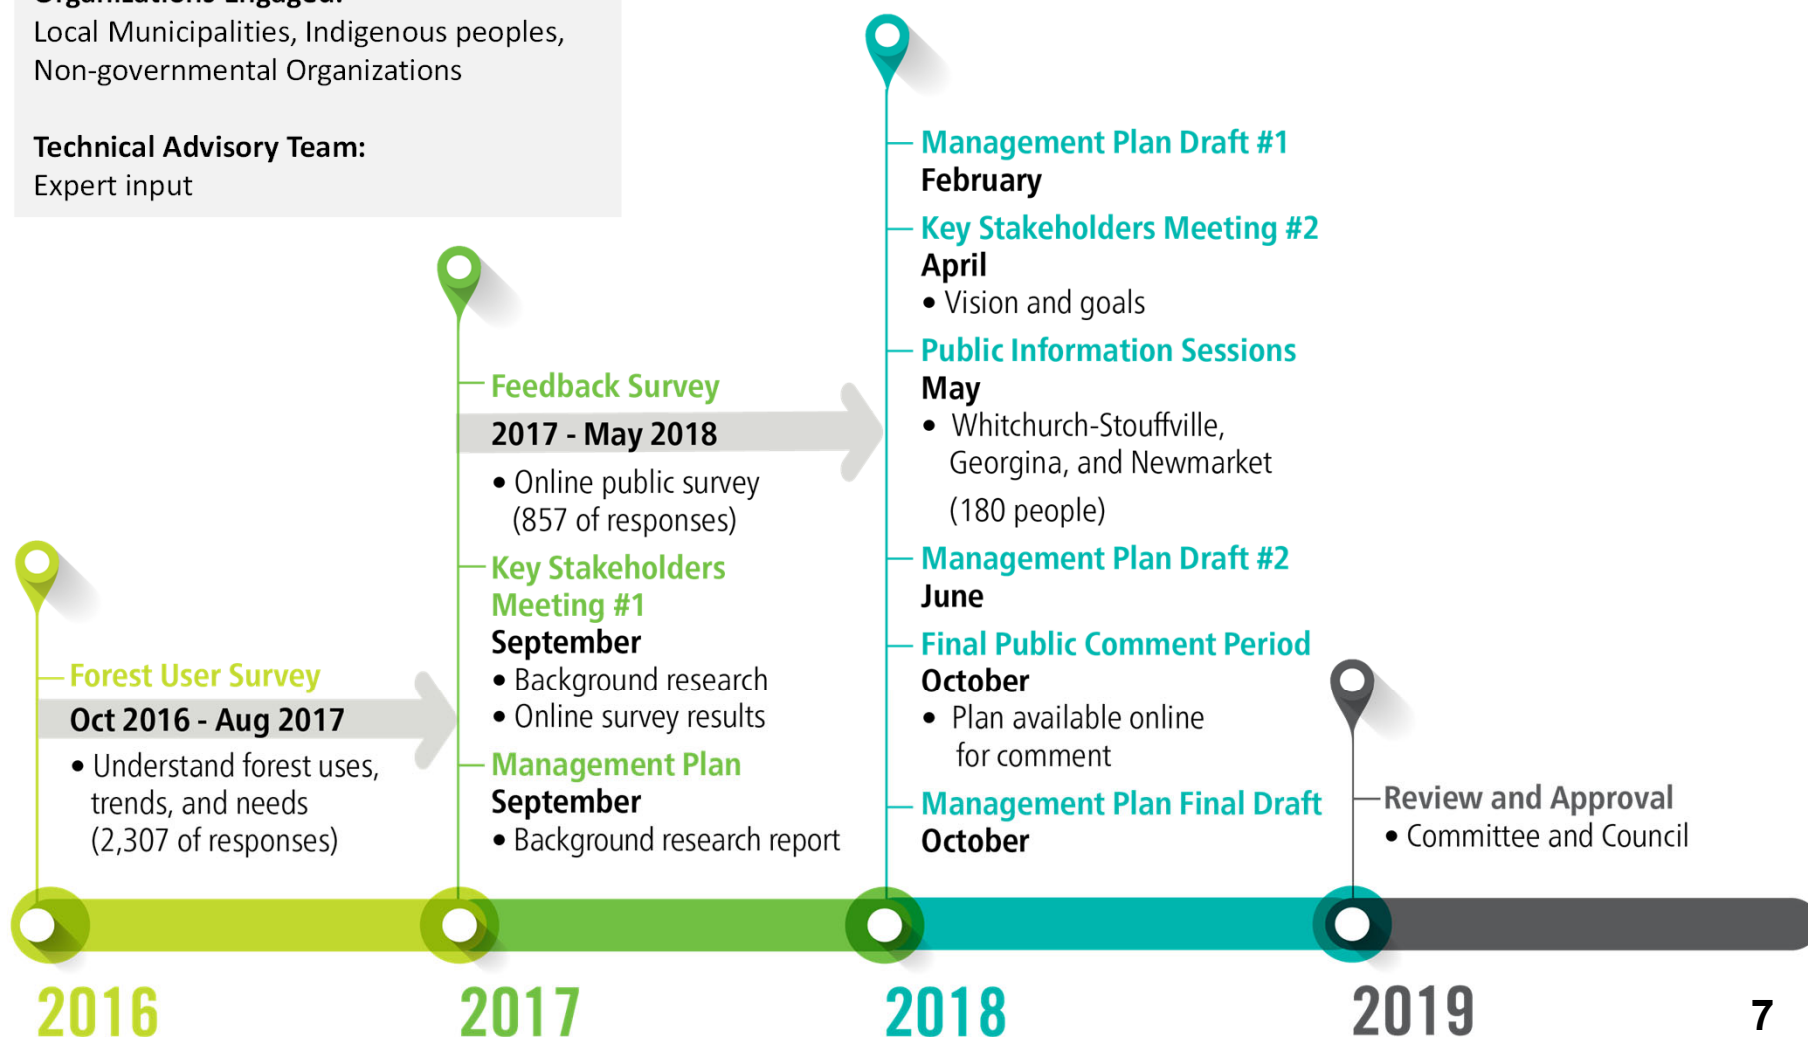 Organizations Engaged:
Local Municipalities, Indigenous peoples,
Non-governmental Organizations
Technical Advisory Team:
Expert input
Forest User Survey
Oct 2016 - Aug 2017
• Understand forest uses,
trends, and needs
(2,307 of responses)
Feedback Survey
2017 - May 2018
• Online public survey
(857 of responses)
Key Stakeholders
Meeting #1
September
• Background research
• Online survey results
Management Plan
September
• Background research report
Management Plan Draft #1
February
Key Stakeholders Meeting #2
April
• Vision and goals
Public Information Sessions
May
• Whitchurch-Stouffville,
Georgina, and Newmarket
(180 people)
Management Plan Draft #2
June
Final Public Comment Period
October
• Plan available online
for comment
Management Plan Final Draft
October
Review and Approval
• Committee and Council
2016
2017
2018
2019
7